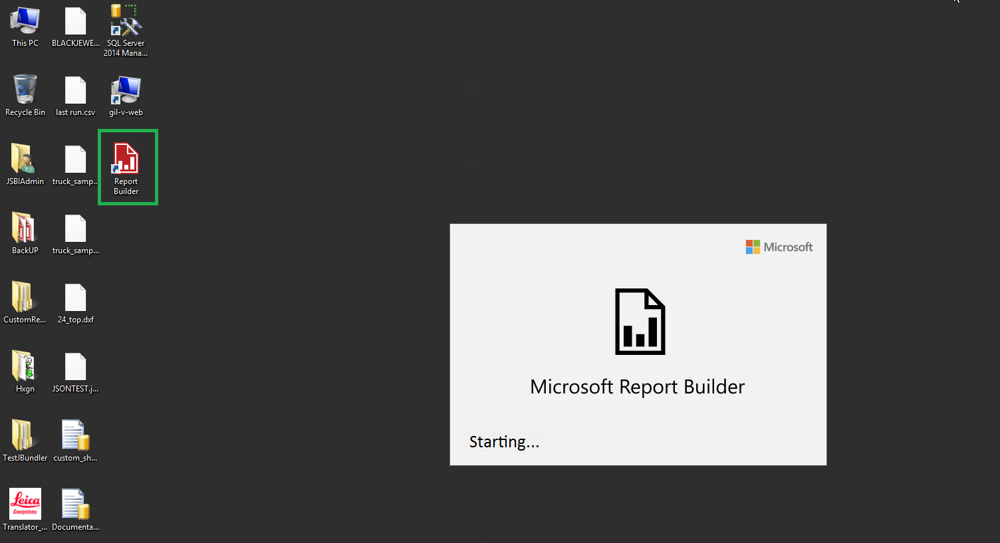 This PC
BLACKJEWE...
SQL Server
2014 Mana...
Recycle Bin
last run.csv
gil-v-web
JSBIAdmin
truck_samp...
Report
Builder
BackUP
truck_samp...
CustomRe...
24_top.dxf
Hxgn
JSONTEST.j...
TestJBundler
custom_sh...
Leica
Geosystems
Translator_...
Documenta...
Microsoft
Microsoft Report Builder
Starting...